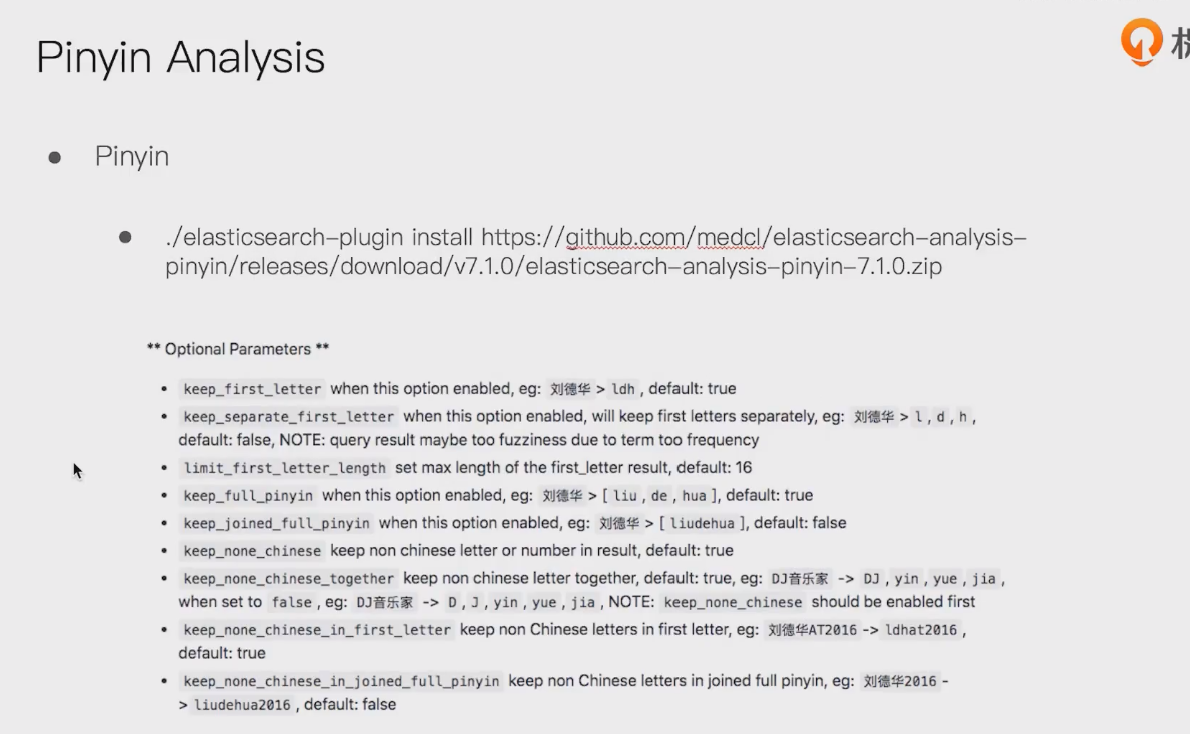 Pinyin Analysis
● Pinyin
● ./elasticsearch-plugin install https://github.com/medcl/elasticsearch-analysis-
pinyin/releases/download/v7.1.0/elasticsearch-analysis-pinyin-7.1.0.zip
** Optional Parameters **
• keep_first_letter when this option enabled, eg: 刘德华 > ldh , default: true
• keep_separate_first_letter when this option enabled, will keep first letters separately, eg: 刘德华 > l , d , h ,
default: false, NOTE: query result maybe too fuzziness due to term too frequency
• limit_first_letter_length set max length of the first_letter result, default: 16
• keep_full_pinyin when this option enabled, eg: 刘德华 > [ liu , de , hua ], default: true
• keep_joined_full_pinyin when this option enabled, eg: 刘德华 > [ liudehua ], default: false
• keep_none_chinese keep non chinese letter or number in result, default: true
• keep_none_chinese_together keep non chinese letter together, default: true, eg: DJ音乐家 -> DJ , yin , yue , jia ,
when set to false , eg: DJ音乐家 -> D , J , yin , yue , jia , NOTE: keep_none_chinese should be enabled first
• keep_none_chinese_in_first_letter keep non Chinese letters in first letter, eg: 刘德华AT2016 -> ldhat2016 ,
default: true
• keep_none_chinese_in_joined_full_pinyin keep non Chinese letters in joined full pinyin, eg: 刘德华2016 -
> liudehua2016 , default: false